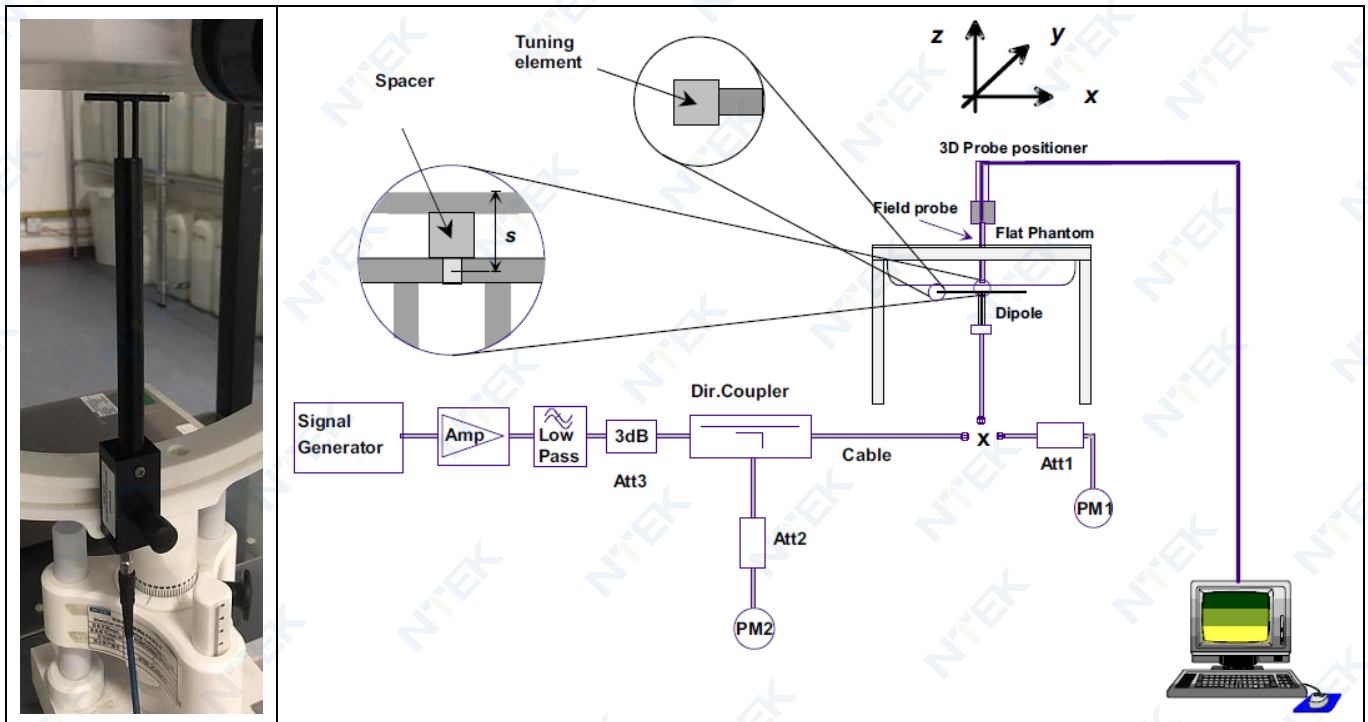 Tuning
element
Spacer
s
z
y
x
3D Probe positioner
Field probe
Flat Phantom
Dipole
Dir.Coupler
Signal
Generator
Amp
Low
Pass
3dB
Att3
Cable
x
Att1
PM1
Att2
PM2
NTEK